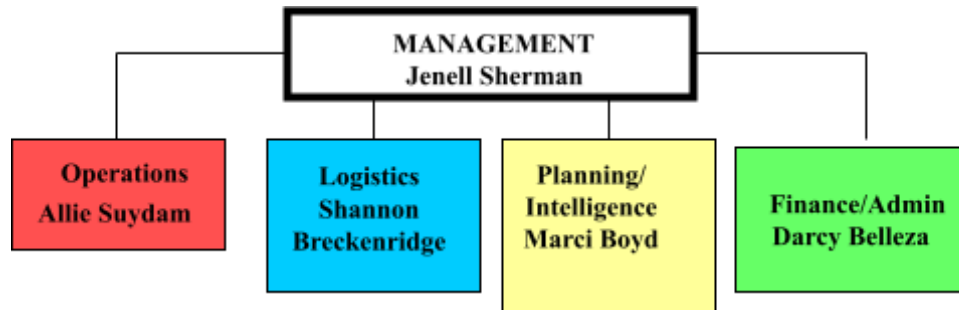 MANAGEMENT
Jenell Sherman
Operations
Allie Suydam
Logistics
Shannon
Breckenridge
Planning/
Intelligence
Marci Boyd
Finance/Admin
Darcy Belleza